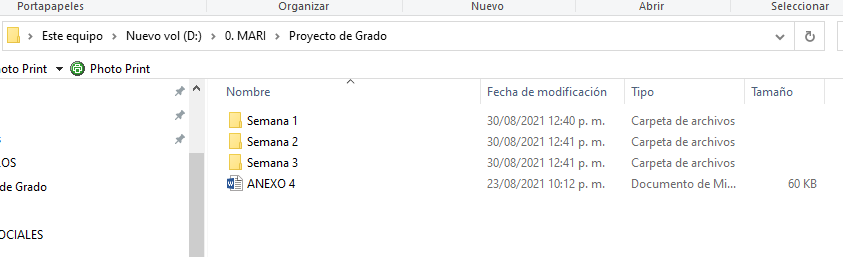 Portapapeles Organizar Nuevo Abrir Seleccionar
Este equipo > Nuevo vol (D:) > 0. MARI > Proyecto de Grado
oto Print Photo Print
Nombre Fecha de modificación Tipo Tamaño
Semana 1 30/08/2021 12:40 p. m. Carpeta de archivos
Semana 2 30/08/2021 12:41 p. m. Carpeta de archivos
Semana 3 30/08/2021 12:41 p. m. Carpeta de archivos
OS
ANEXO 4 23/08/2021 10:12 p. m. Documento de Mi... 60 KB
de Grado
OCIALES